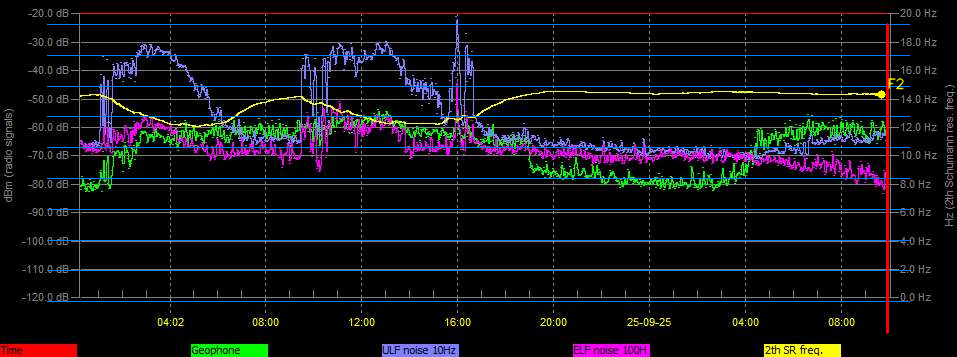 -20.0 dB 20.0 Hz
-30.0 dB 18.0 Hz
-40.0 dB 16.0 Hz
F2
-50.0 dB 14.0 Hz
-60.0 dB 12.0 Hz
-70.0 dB 10.0 Hz
-80.0 dB 8.0 Hz
-90.0 dB 6.0 Hz
-100.0 dB 4.0 Hz
-110.0 dB 2.0 Hz
-120.0 dB 0.0 Hz
dBm (radio signals)
Hz (2th Schumann res. freq.)
04:02 08:00 12:00 16:00 20:00 25-09-25 04:00 08:00
Time Geophone ULF noise 10Hz ELF noise 100H 2th SR freq.